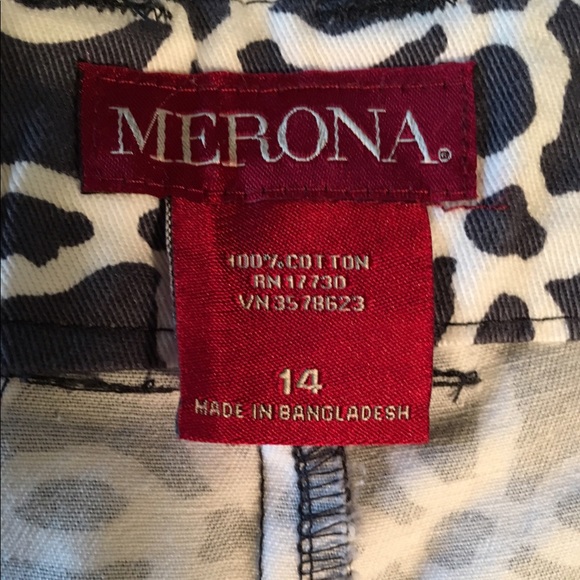 MERONA®
100% COTTON
RN 17730
VN 3578623
14
MADE IN BANGLADESH